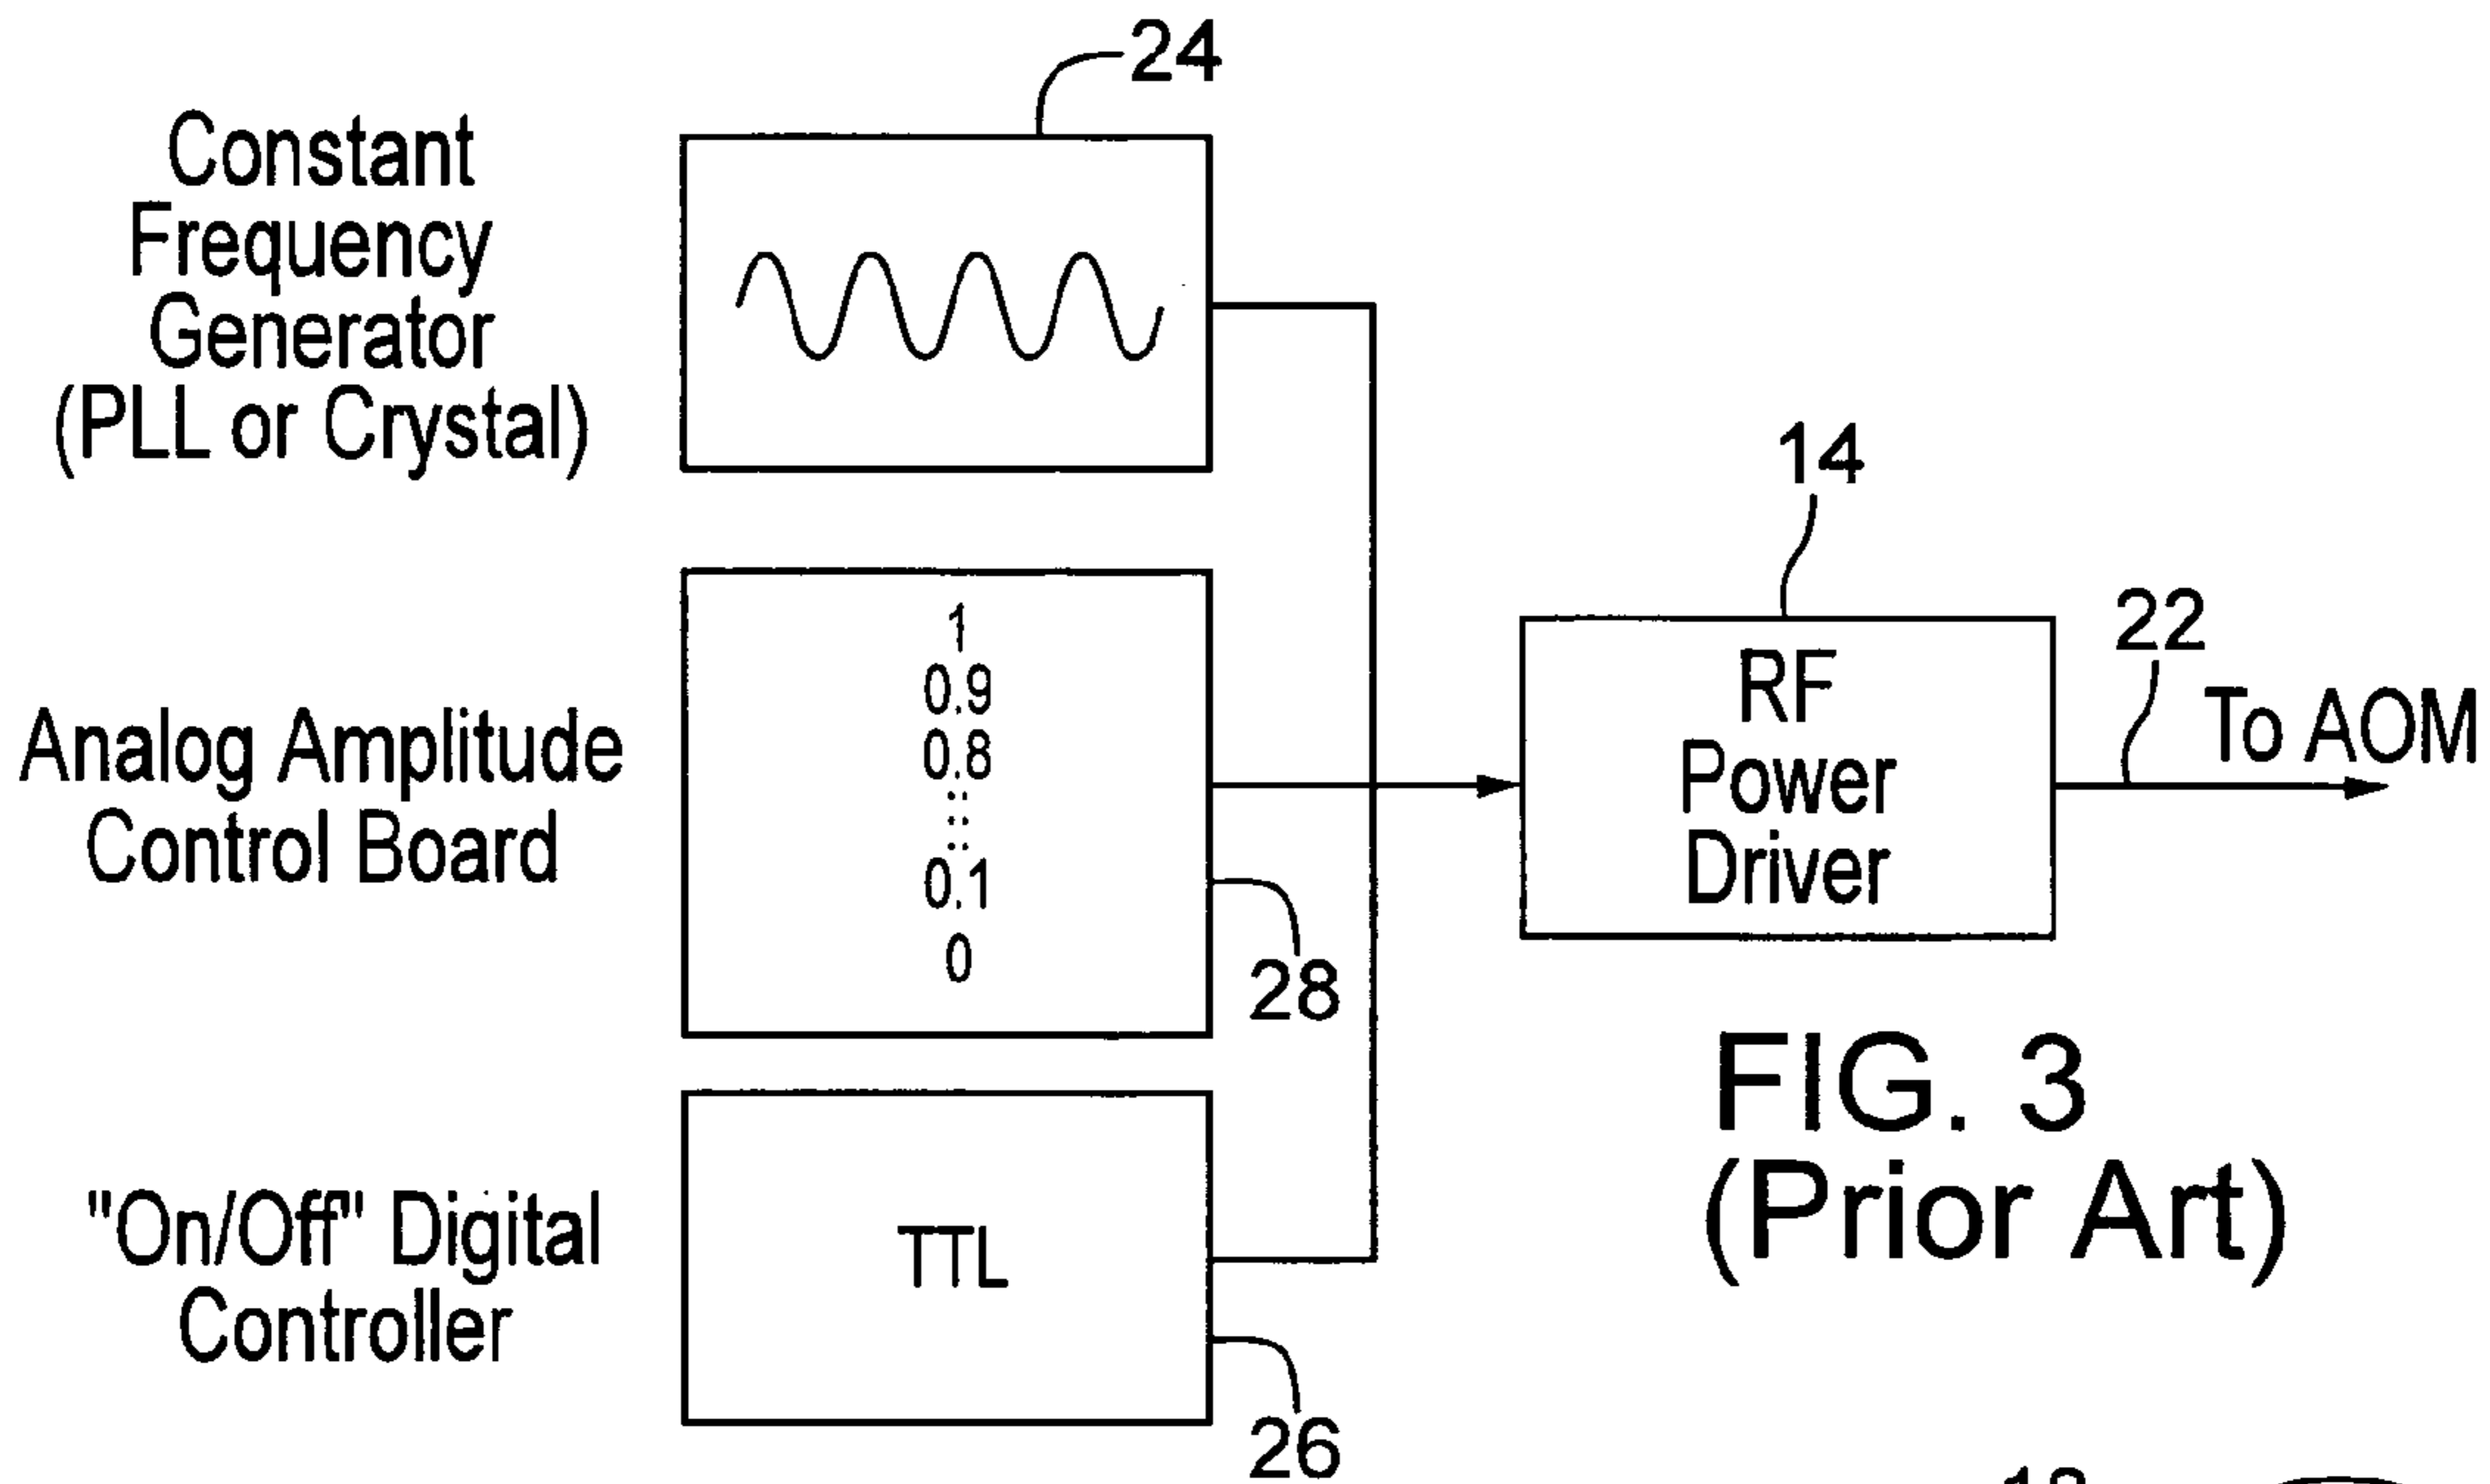 24
Constant
Frequency
Generator
(PLL or Crystal)
14
RF
Power
Driver
22
To AOM
Analog Amplitude
Control Board
1
0.9
0.8
0.1
0
28
"On/Off" Digital
Controller
TTL
26
FIG. 3
(Prior Art)